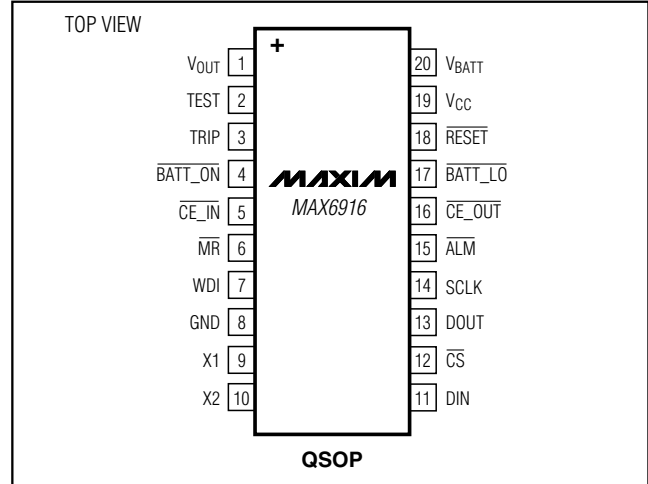 TOP VIEW
+
VOUT 1
TEST 2
TRIP 3
BATT_ON 4
CE_IN 5
MR 6
WDI 7
GND 8
X1 9
X2 10
MAXIM
MAX6916
20 VBATT
19 VCC
18 RESET
17 BATT_LO
16 CE_OUT
15 ALM
14 SCLK
13 DOUT
12 CS
11 DIN
QSOP